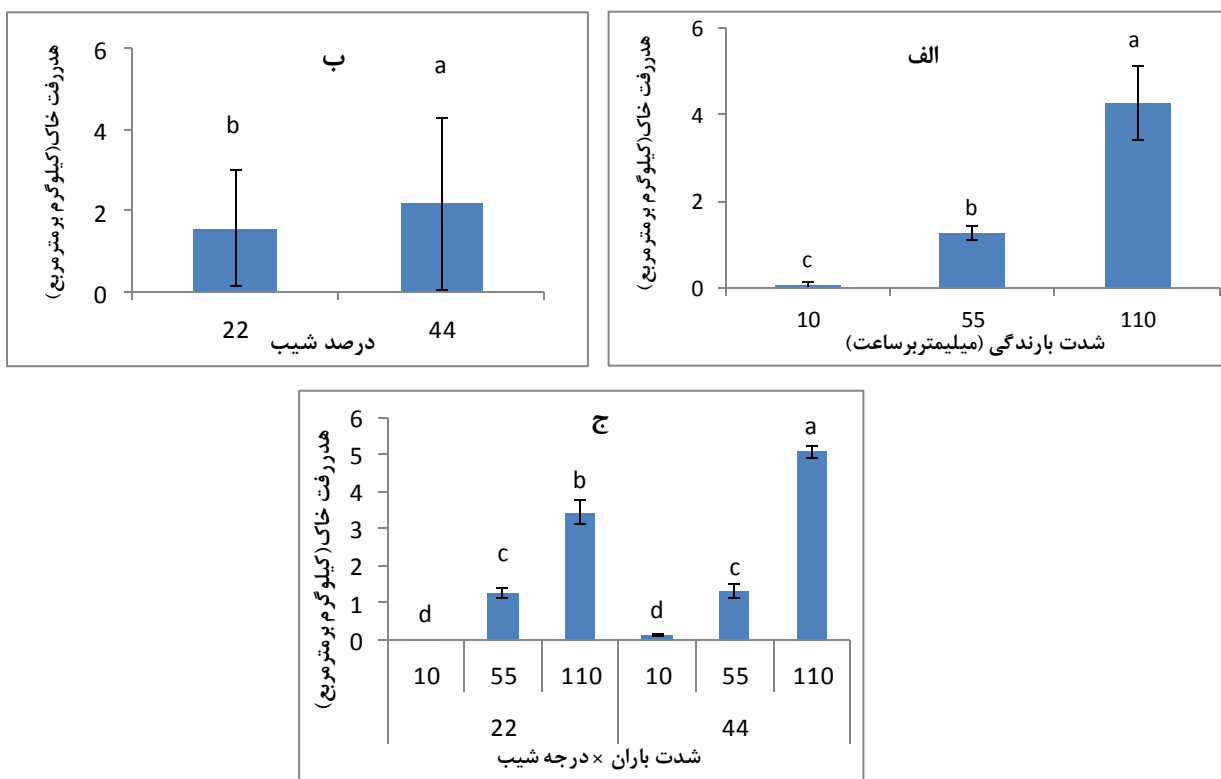 الف
هدررفت خاک(کیلوگرم برمترمربع)
6
4
2
0
a
b
c
10 55 110
شدت بارندگی (میلیمتربرساعت)
ب
هدررفت خاک(کیلوگرم برمترمربع)
6
4
2
0
b
a
22 44
درصد شیب
ج
هدررفت خاک(کیلوگرم برمترمربع)
6
5
4
3
2
1
0
d c b d c a
10 55 110 10 55 110
22 44
شدت باران × درجه شیب